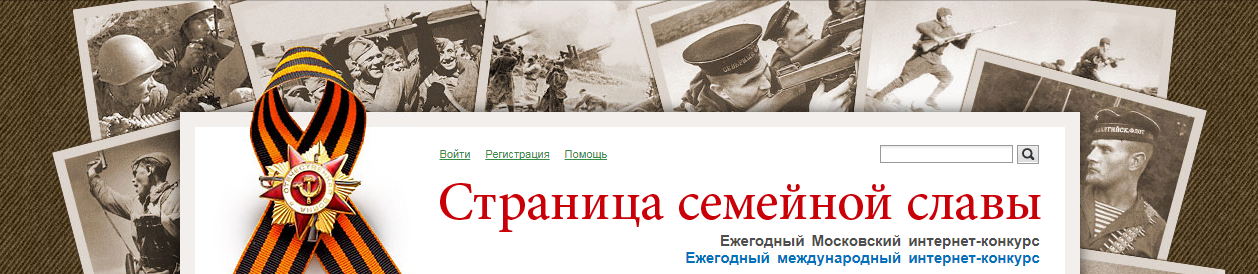 Войти Регистрация Помощь
Страница семейной славы
Ежегодный Московский интернет-конкурс
Ежегодный международный интернет-конкурс